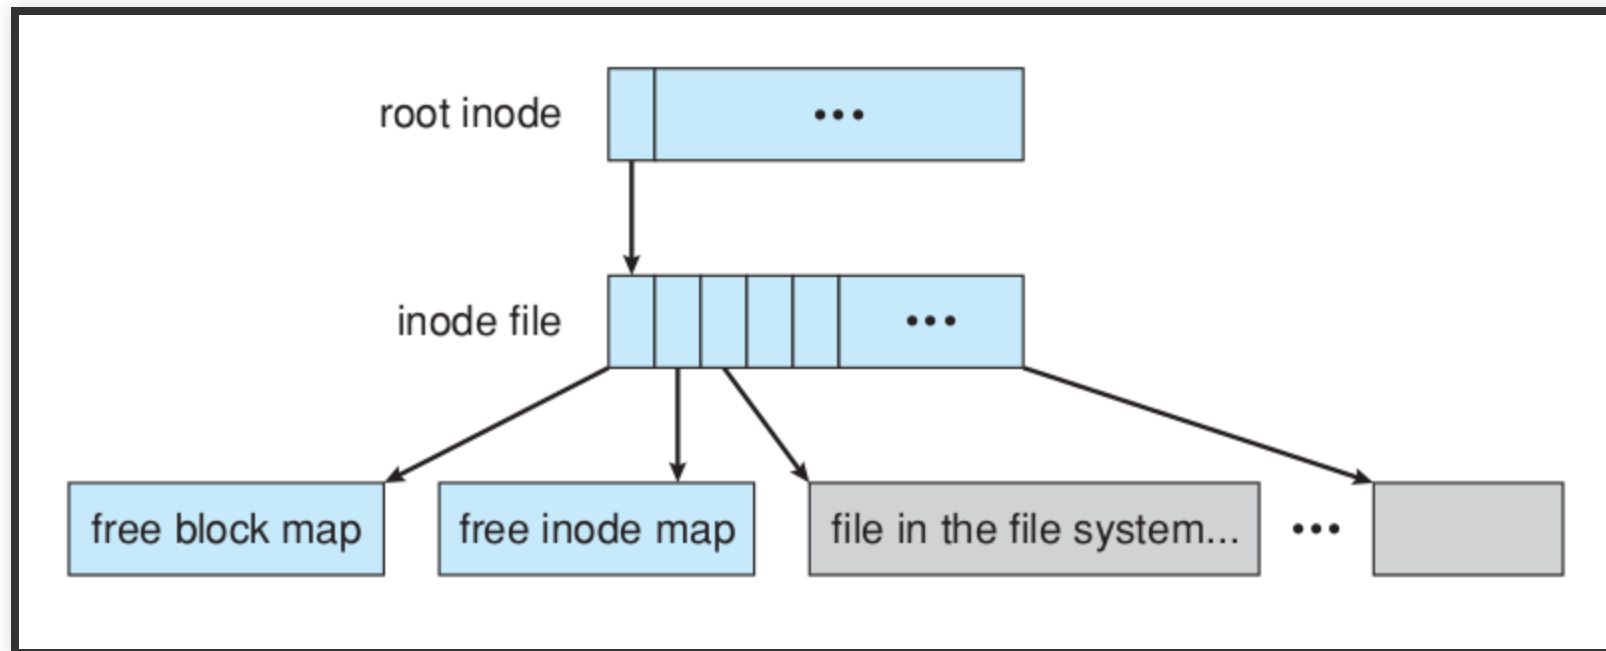 root inode
...
inode file
...
free block map
free inode map
file in the file system...
...